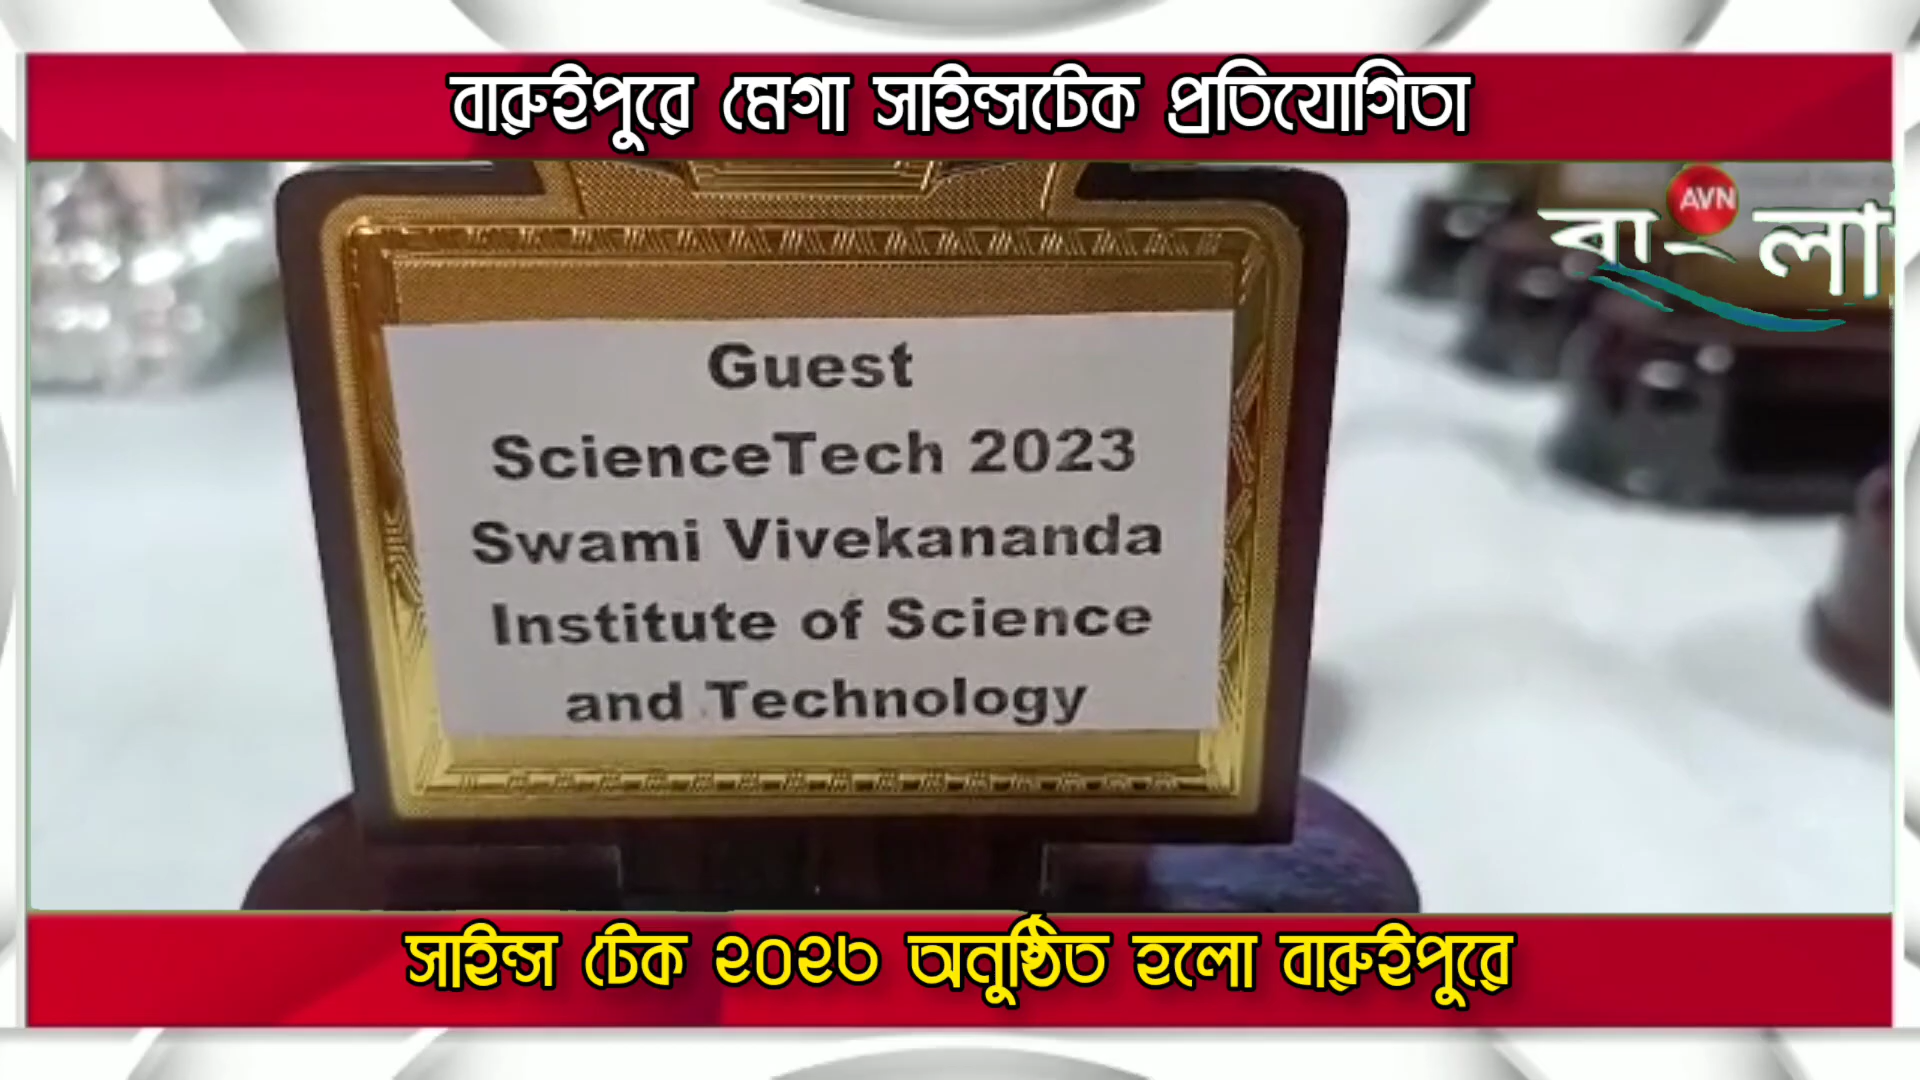 বারুইপুরে মেগা সাইন্সটেক প্রতিযোগিতা
AVN
বাংলা
Guest
ScienceTech 2023
Swami Vivekananda
Institute of Science
and Technology
সাইন্স টেক ২০২৩ অনুষ্ঠিত হলো বারুইপুরে